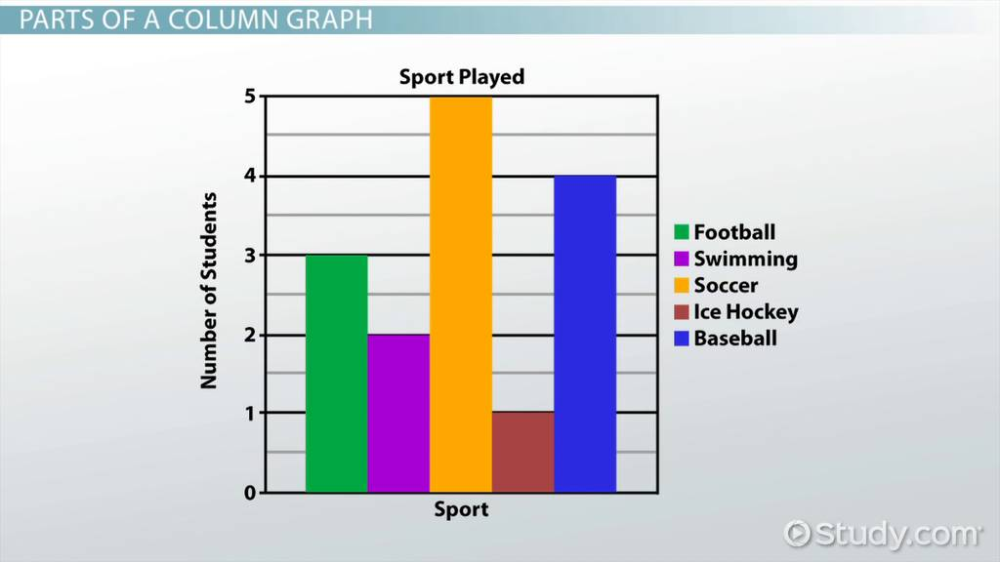 PARTS OF A COLUMN GRAPH
Sport Played
5
4
3
2
1
0
Number of Students
Sport
Football
Swimming
Soccer
Ice Hockey
Baseball
Study.com